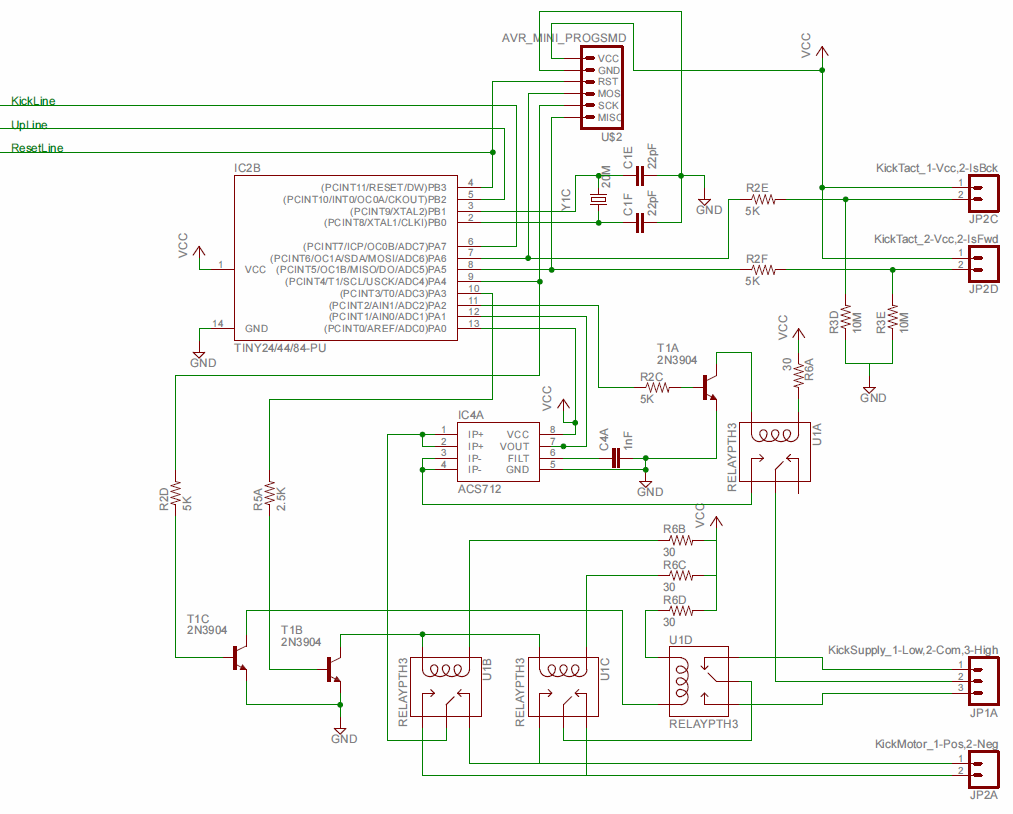 AVR_MINI_PROGSMD
VCC
GND
RST
MOS
SCK
MISC
U$2
VCC
KickLine
UpLine
ResetLine
IC2B
(PCINT11/RESET/DW)PB3 4
(PCINT10/INT0/OC0A/CKOUT)PB2 5
(PCINT9/XTAL2)PB1 3
(PCINT8/XTAL1/CLKI)PB0 2
(PCINT7/ICP/OC0B/ADC7)PA7 6
(PCINT6/OC1A/SDA/MOSI/ADC6)PA6 7
1 VCC (PCINT5/OC1B/MISO/DO/ADC5)PA5 8
(PCINT4/T1/SCL/USCK/ADC4)PA4 9
(PCINT3/T0/ADC3)PA3 10
(PCINT2/AIN1/ADC2)PA2 11
(PCINT1/AIN0/ADC1)PA1 12
14 GND (PCINT0/AREF/ADC0)PA0 13
TINY24/44/84-PU
VCC
GND
Y1C
20M
C1E
22pF
C1F
22pF
GND
R2E
5K
R2F
5K
KickTact_1-Vcc,2-IsBck
1
2
JP2C
KickTact_2-Vcc,2-IsFwd
1
2
JP2D
R3D
10M
R3E
10M
GND
VCC
30
R6A
T1A
2N3904
R2C
5K
RELAYPTH3
U1A
IC4A
VCC
1 IP+ VCC 8
2 IP+ VOUT 7
3 IP- FILT 6
4 IP- GND 5
ACS712
C4A
1nF
GND
R2D
5K
R5A
2.5K
VCC
R6B
30
R6C
30
R6D
30
T1C
2N3904
T1B
2N3904
GND
RELAYPTH3
U1B
RELAYPTH3
U1C
U1D
RELAYPTH3
KickSupply_1-Low,2-Com,3-High
1
2
3
JP1A
KickMotor_1-Pos,2-Neg
1
2
JP2A